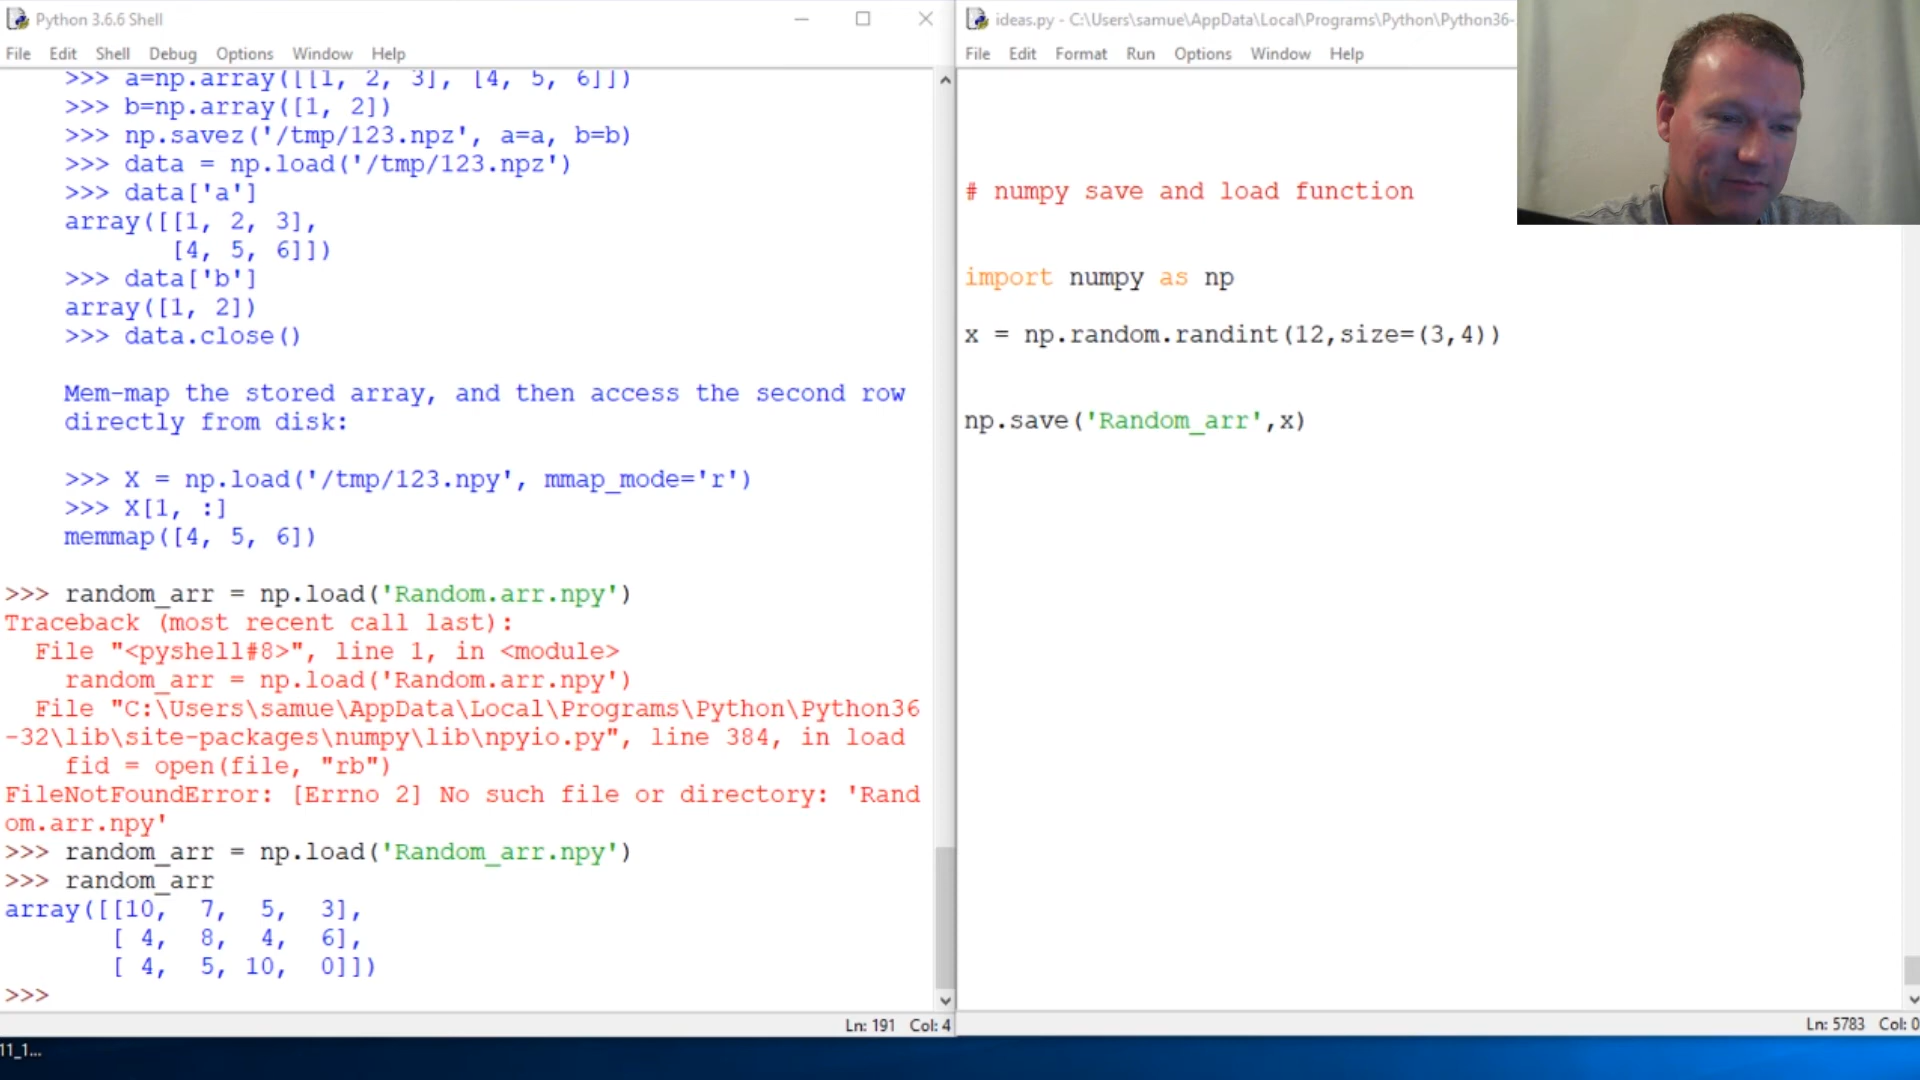 Python 3.6.6 Shell
File Edit Shell Debug Options Window Help
>>> a=np.array([[1, 2, 3], [4, 5, 6]])
>>> b=np.array([1, 2])
>>> np.savez('/tmp/123.npz', a=a, b=b)
>>> data = np.load('/tmp/123.npz')
>>> data['a']
array([[1, 2, 3],
[4, 5, 6]])
>>> data['b']
array([1, 2])
>>> data.close()
Mem-map the stored array, and then access the second row
directly from disk:
>>> X = np.load('/tmp/123.npy', mmap_mode='r')
>>> X[1, :]
memmap([4, 5, 6])
>>> random_arr = np.load('Random.arr.npy')
Traceback (most recent call last):
File "<pyshell#8>", line 1, in <module>
random_arr = np.load('Random.arr.npy')
File "C:\Users\samue\AppData\Local\Programs\Python\Python36
-32\lib\site-packages\numpy\lib\npyio.py", line 384, in load
fid = open(file, "rb")
FileNotFoundError: [Errno 2] No such file or directory: 'Rand
om.arr.npy'
>>> random_arr = np.load('Random_arr.npy')
>>> random_arr
array([[10, 7, 5, 3],
[ 4, 8, 4, 6],
[ 4, 5, 10, 0]])
>>>
Ln: 191 Col: 4
11_1...
ideas.py - C:\Users\samue\AppData\Local\Programs\Python\Python36-
File Edit Format Run Options Window Help
# numpy save and load function
import numpy as np
x = np.random.randint(12,size=(3,4))
np.save('Random_arr',x)
Ln: 5783 Col: 0